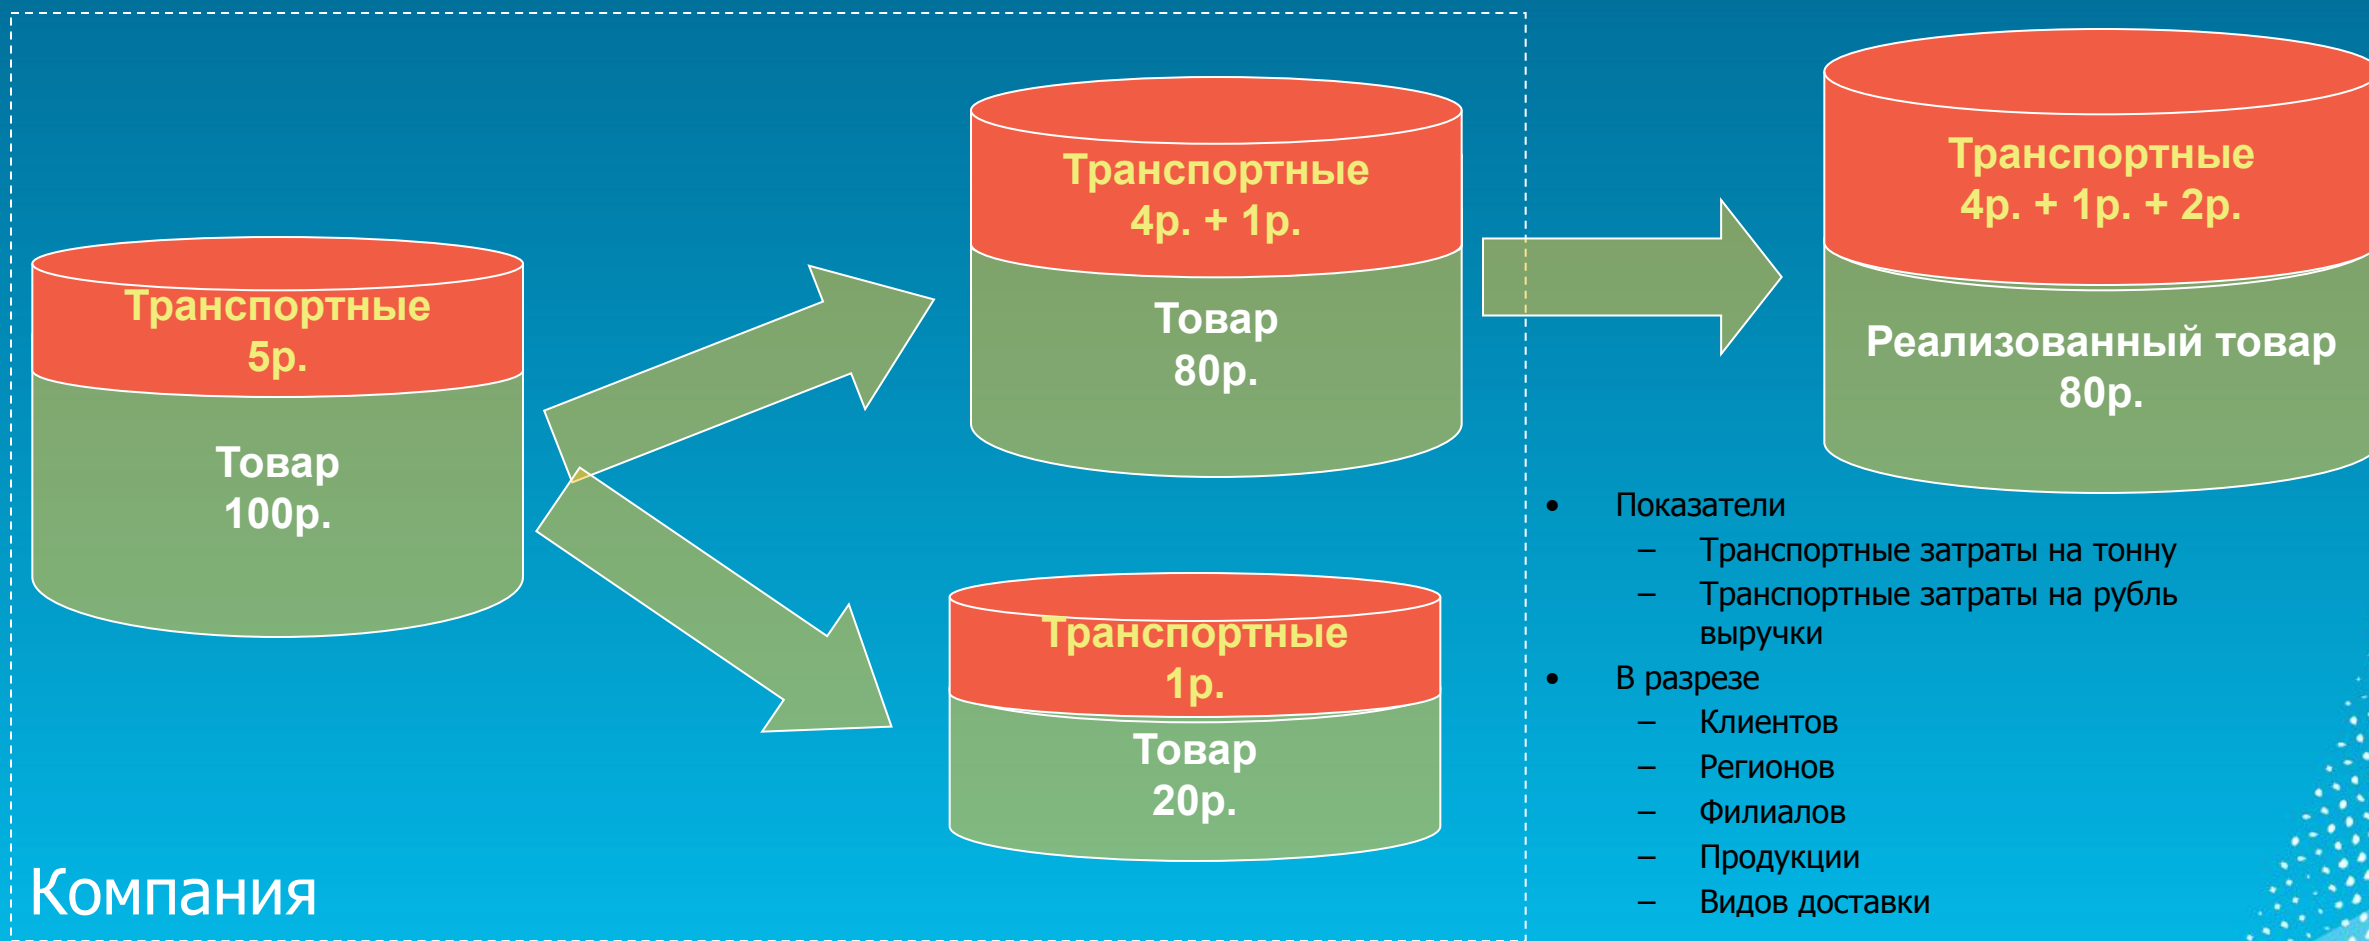 Транспортные
5р.
Товар
100р.
Транспортные
4р. + 1р.
Товар
80р.
Транспортные
1р.
Товар
20р.
Компания
Транспортные
4р. + 1р. + 2р.
Реализованный товар
80р.
• Показатели
– Транспортные затраты на тонну
– Транспортные затраты на рубль
выручки
• В разрезе
– Клиентов
– Регионов
– Филиалов
– Продукции
– Видов доставки